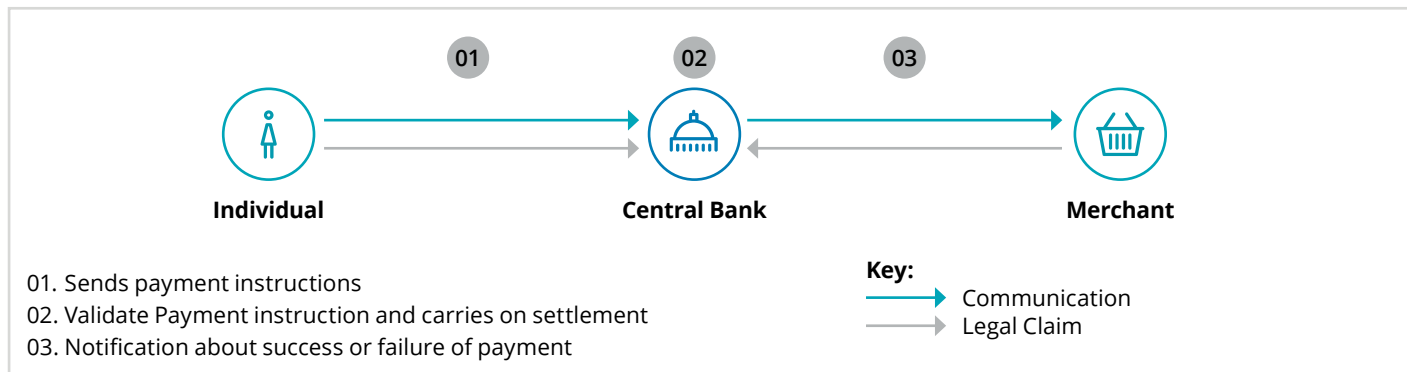 01
02
03
Individual
Central Bank
Merchant
01. Sends payment instructions
02. Validate Payment instruction and carries on settlement
03. Notification about success or failure of payment
Key:
Communication
Legal Claim